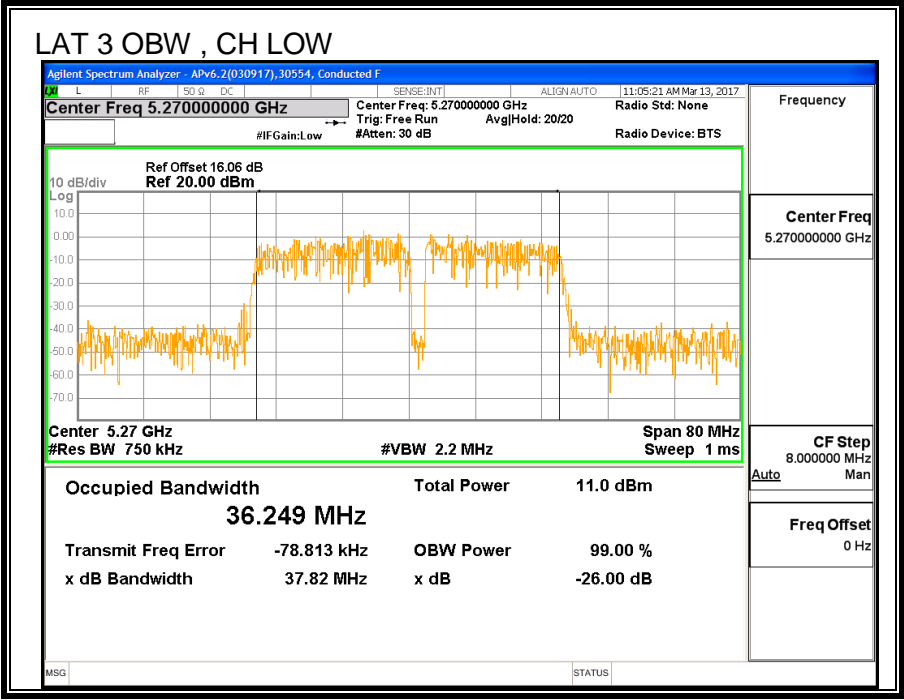 LAT 3 OBW , CH LOW
Agilent Spectrum Analyzer - APv6.2(030917),30554, Conducted F
LXI L RF 50 Ω DC SENSE:INT ALIGN AUTO 11:05:21 AM Mar 13, 2017
Center Freq 5.270000000 GHz
Center Freq: 5.270000000 GHz
Radio Std: None
Trig: Free Run Avg|Hold: 20/20
#IFGain:Low
#Atten: 30 dB
Radio Device: BTS
Ref Offset 16.06 dB
10 dB/div Ref 20.00 dBm
Log
10.0
0.00
-10.0
-20.0
-30.0
-40.0
-50.0
-60.0
-70.0
Center 5.27 GHz Span 80 MHz
#Res BW 750 kHz #VBW 2.2 MHz Sweep 1 ms
Occupied Bandwidth Total Power 11.0 dBm
36.249 MHz
Transmit Freq Error -78.813 kHz OBW Power 99.00 %
x dB Bandwidth 37.82 MHz x dB -26.00 dB
Frequency
Center Freq
5.270000000 GHz
CF Step
8.000000 MHz
Auto Man
Freq Offset
0 Hz
MSG STATUS